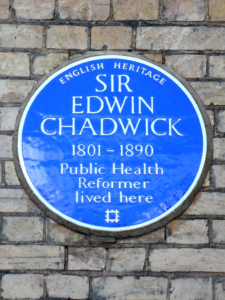 ENGLISH HERITAGE
SIR
EDWIN
CHADWICK
1801~1890
Public Health
Reformer
lived here